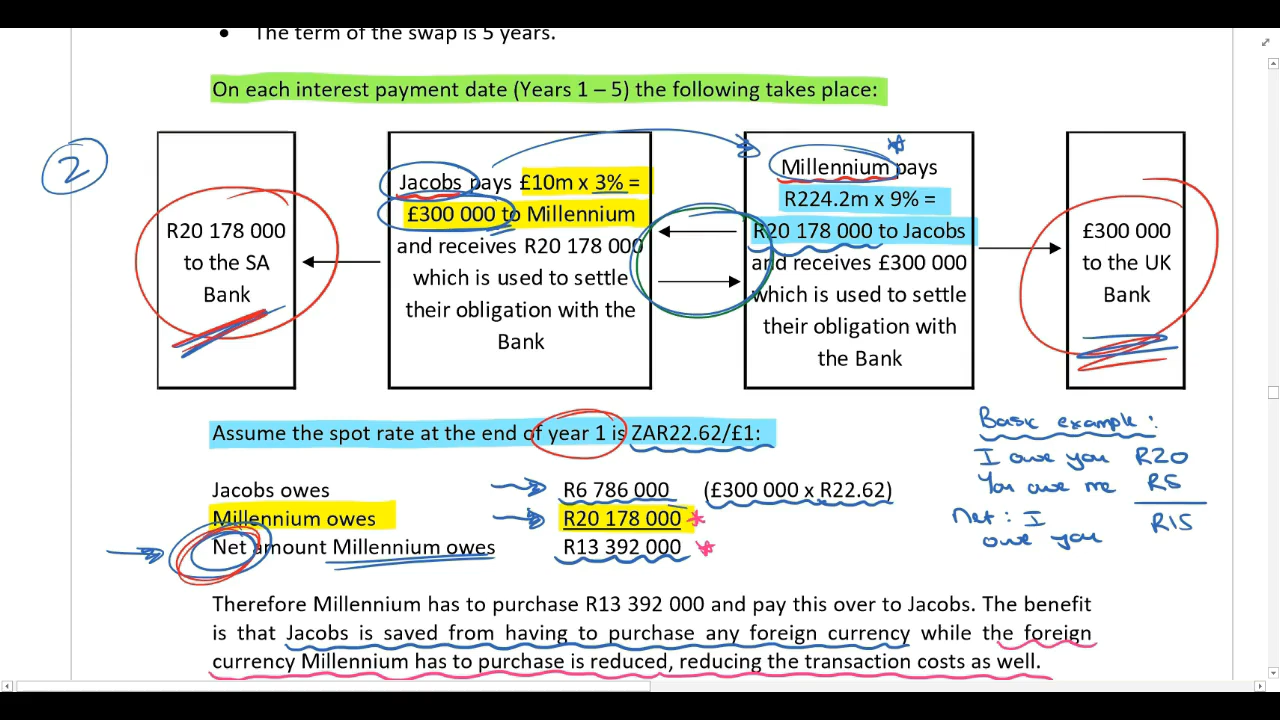 • The term of the swap is 5 years.
On each interest payment date (Years 1 – 5) the following takes place:
2
R20 178 000
to the SA
Bank
Jacobs pays £10m x 3% =
£300 000 to Millennium
and receives R20 178 000
which is used to settle
their obligation with the
Bank
Millennium pays
R224.2m x 9% =
R20 178 000 to Jacobs
and receives £300 000
which is used to settle
their obligation with
the Bank
£300 000
to the UK
Bank
Assume the spot rate at the end of year 1 is ZAR22.62/£1:
Jacobs owes R6 786 000 (£300 000 x R22.62)
Millennium owes R20 178 000
Net amount Millennium owes R13 392 000
Basic example:
I owe you R20
You owe me R5
Net: I R15
owe you
Therefore Millennium has to purchase R13 392 000 and pay this over to Jacobs. The benefit
is that Jacobs is saved from having to purchase any foreign currency while the foreign
currency Millennium has to purchase is reduced, reducing the transaction costs as well.